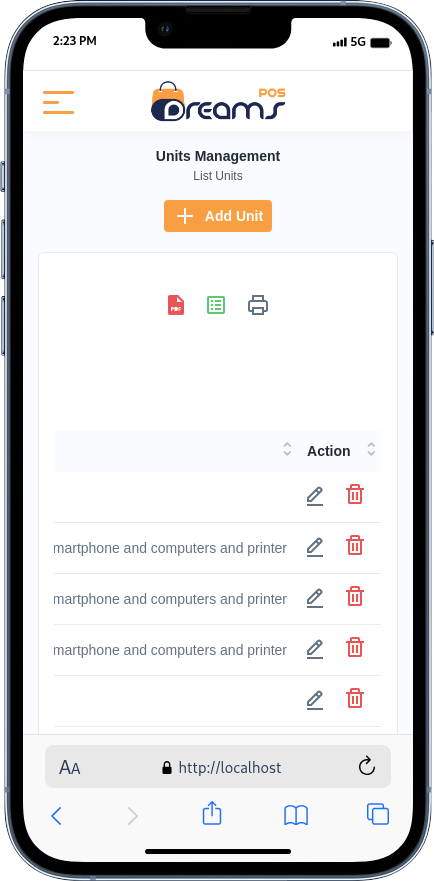 2:23 PM
5G
POS
Dreams
Units Management
List Units
Add Unit
PDF
Action
martphone and computers and printer
martphone and computers and printer
martphone and computers and printer
AA
http://localhost